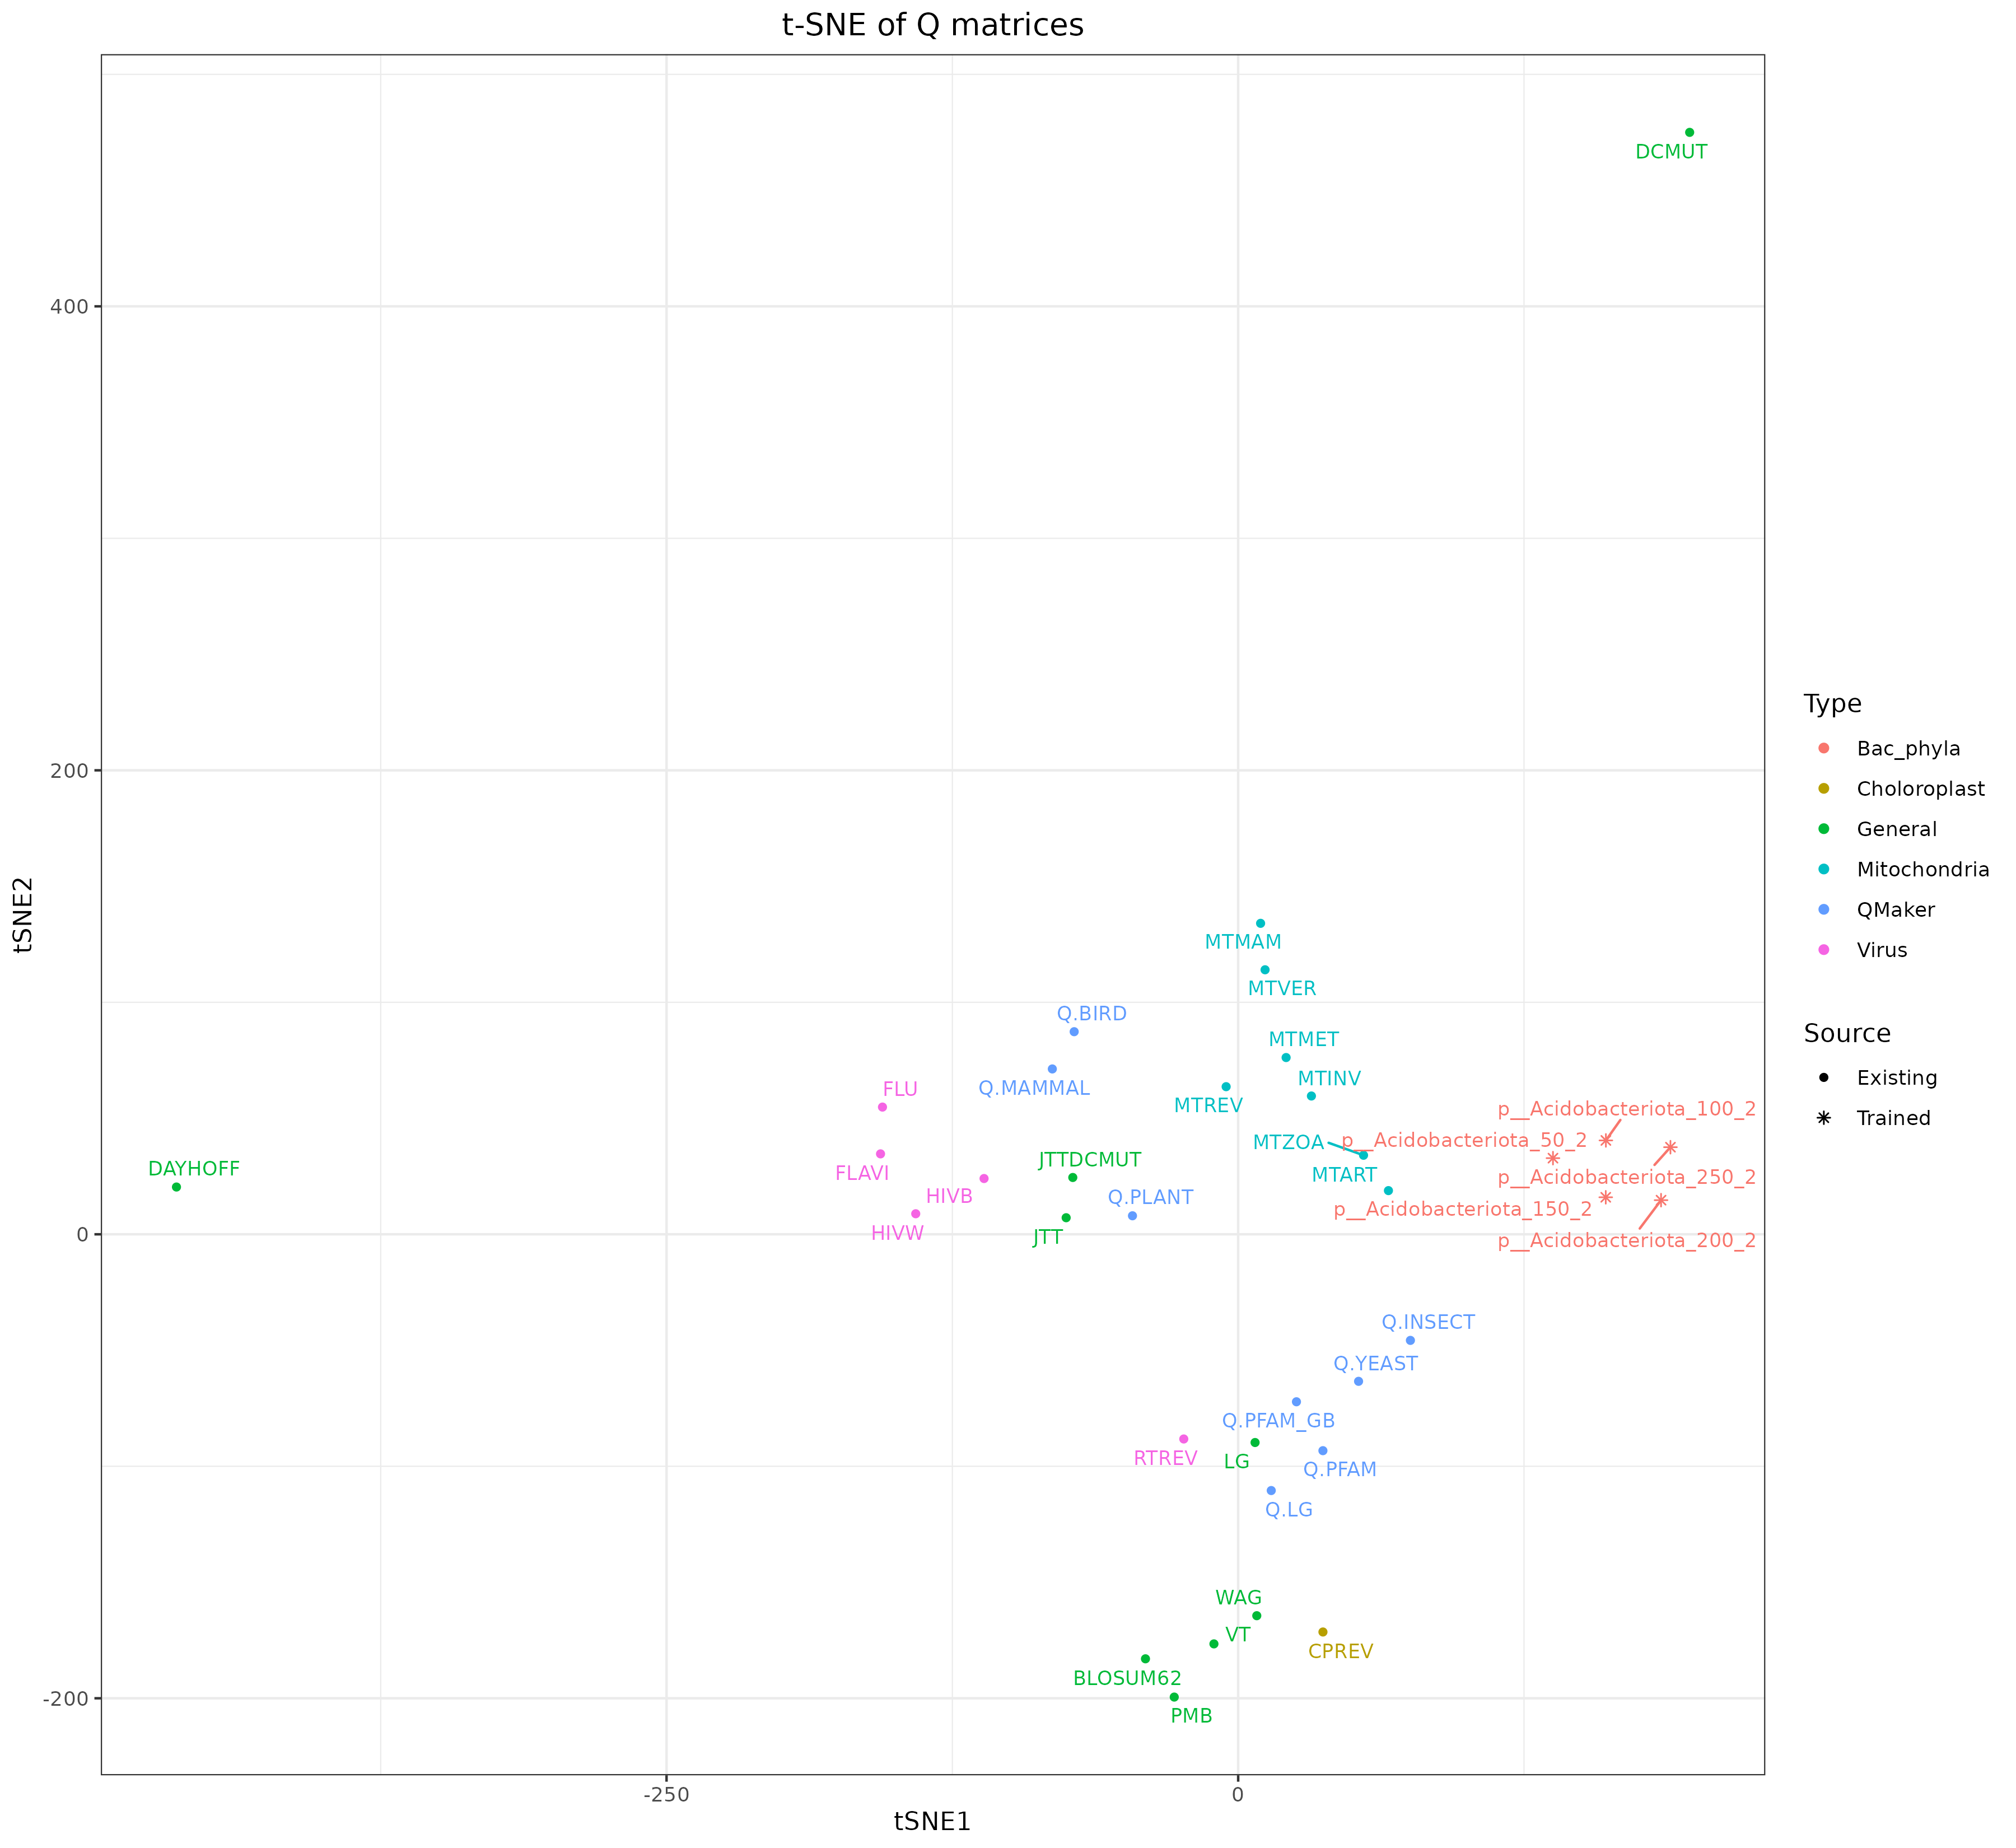 t-SNE of Q matrices
DCMUT
400
200
0
-200
tSNE2
MTMAM
MTVER
Q.BIRD
MTMET
MTINV
Q.MAMMAL
FLU
MTREV
p__Acidobacteriota_100_2
p__Acidobacteriota_50_2
MTZOA
JTTDCMUT
DAYHOFF
FLAVI
MTART
p__Acidobacteriota_250_2
HIVB
Q.PLANT
p__Acidobacteriota_150_2
HIVW
JTT
p__Acidobacteriota_200_2
Q.INSECT
Q.YEAST
Q.PFAM_GB
RTREV
LG
Q.PFAM
Q.LG
WAG
VT
CPREV
BLOSUM62
PMB
-250
0
tSNE1
Type
Bac_phyla
Choloroplast
General
Mitochondria
QMaker
Virus
Source
Existing
Trained